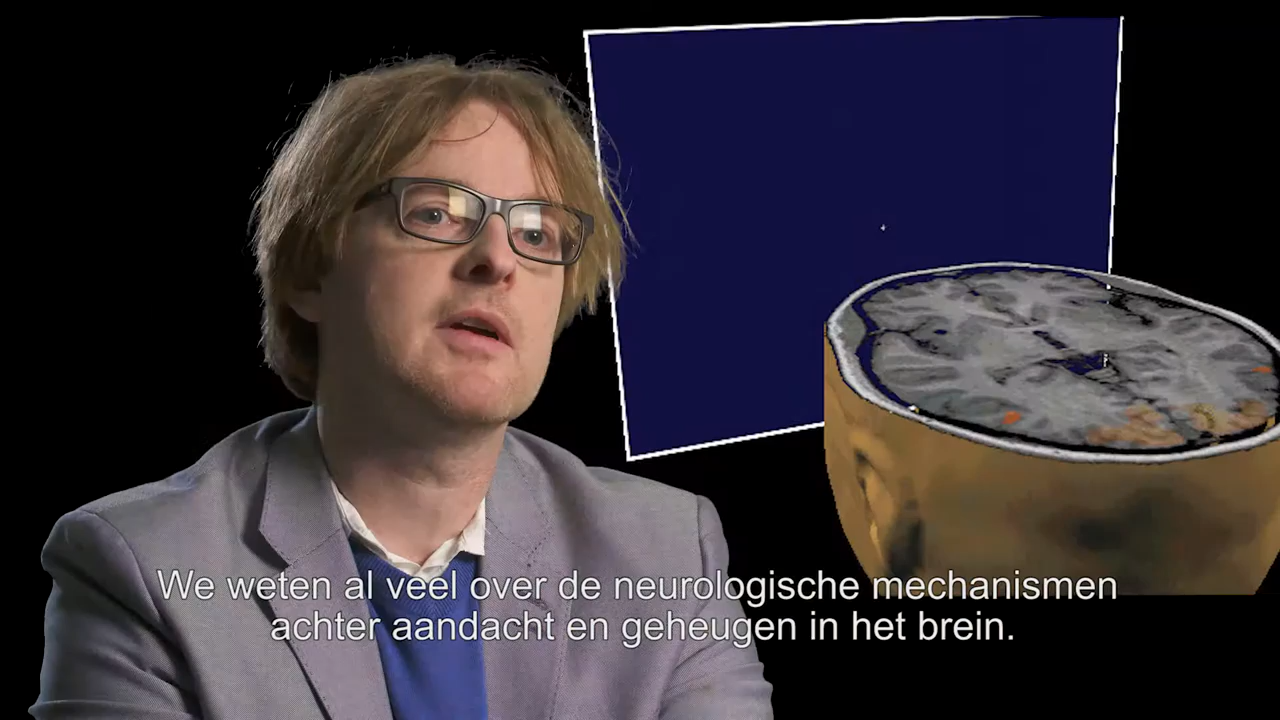 We weten al veel over de neurologische mechanismen
achter aandacht en geheugen in het brein.